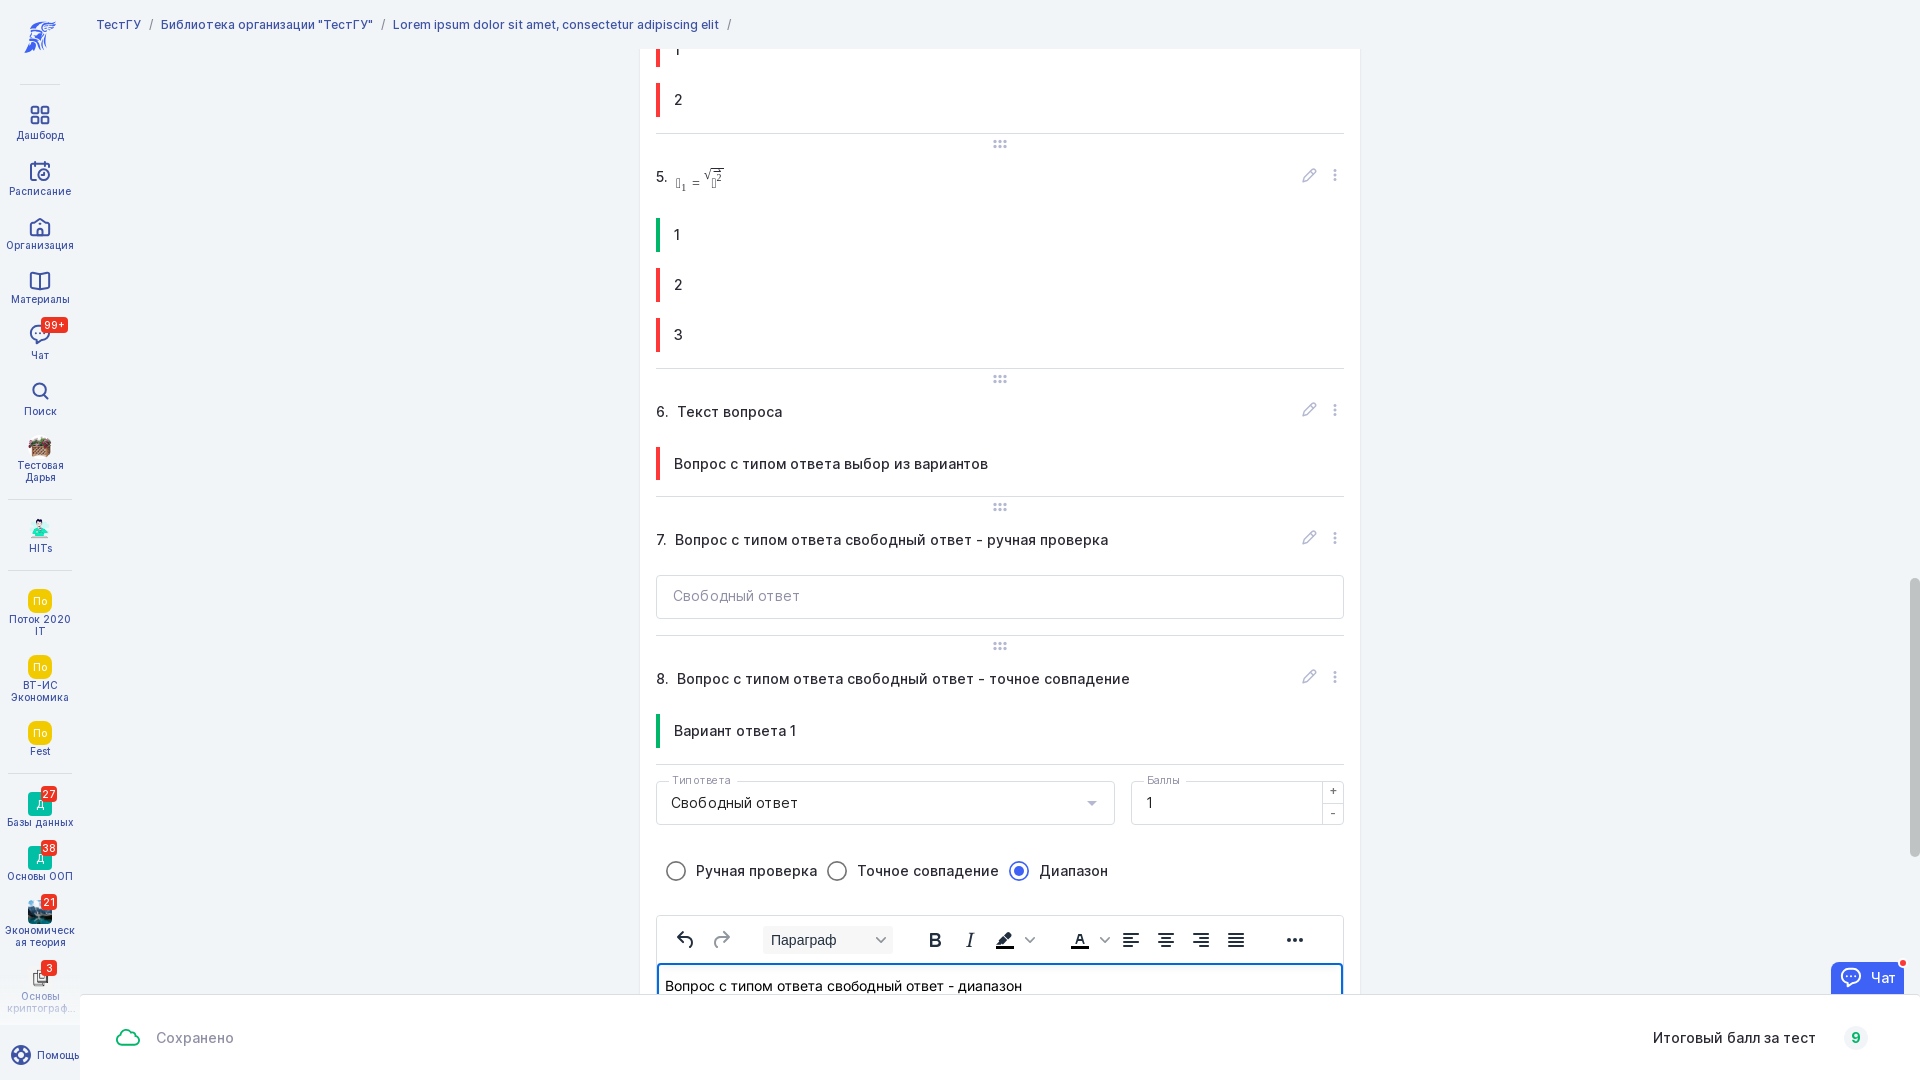 ТестГУ / Библиотека организации "ТестГУ" / Lorem ipsum dolor sit amet, consectetur adipiscing elit /
Дашборд
Расписание
Организация
Материалы
99+
Чат
Поиск
Тестовая
Дарья
HITs
По
Поток 2020
IT
По
ВТ-ИС
Экономика
По
Fest
27
Д
Базы данных
38
Д
Основы ООП
21
Экономическ
ая теория
3
Основы
криптограф...
Помощь
1
2
5.
1
2
3
6. Текст вопроса
Вопрос с типом ответа выбор из вариантов
7. Вопрос с типом ответа свободный ответ - ручная проверка
Свободный ответ
8. Вопрос с типом ответа свободный ответ - точное совпадение
Вариант ответа 1
Тип ответа
Свободный ответ
Баллы
1
+
-
Ручная проверка
Точное совпадение
Диапазон
Параграф
Вопрос с типом ответа свободный ответ - диапазон
Чат
Сохранено
Итоговый балл за тест 9